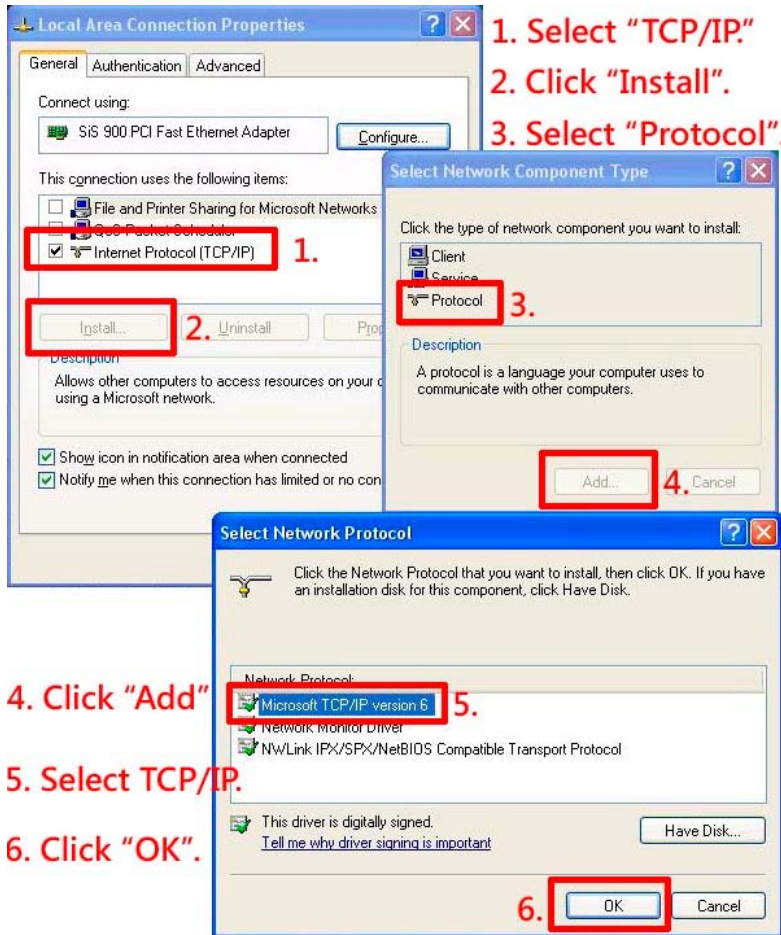 Local Area Connection Properties
1. Select "TCP/IP."
General Authentication Advanced
2. Click "Install".
Connect using:
SiS 900 PCI Fast Ethernet Adapter
Configure...
3. Select "Protocol".
This connection uses the following items:
File and Printer Sharing for Microsoft Networks
QoS Packet Scheduler
Internet Protocol (TCP/IP)
1.
Install...
2.
Uninstall
Description
Allows other computers to access resources on your
using a Microsoft network.
Show icon in notification area when connected
Notify me when this connection has limited or no
Select Network Component Type
Click the type of network component you want to install:
Client
Service
Protocol
3.
Description
A protocol is a language your computer uses to
communicate with other computers.
Add...
4.
Cancel
Select Network Protocol
Click the Network Protocol that you want to install, then click OK. If you have
an installation disk for this component, click Have Disk.
Network Protocol:
4. Click "Add"
Microsoft TCP/IP version 6
5.
Network Monitor Driver
NWLink IPX/SPX/NetBIOS Compatible Transport Protocol
5. Select TCP/IP.
This driver is digitally signed.
Have Disk...
Tell me why driver signing is important
6. Click "OK".
6.
OK
Cancel